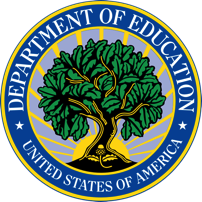 DEPARTMENT OF EDUCATION
UNITED STATES OF AMERICA